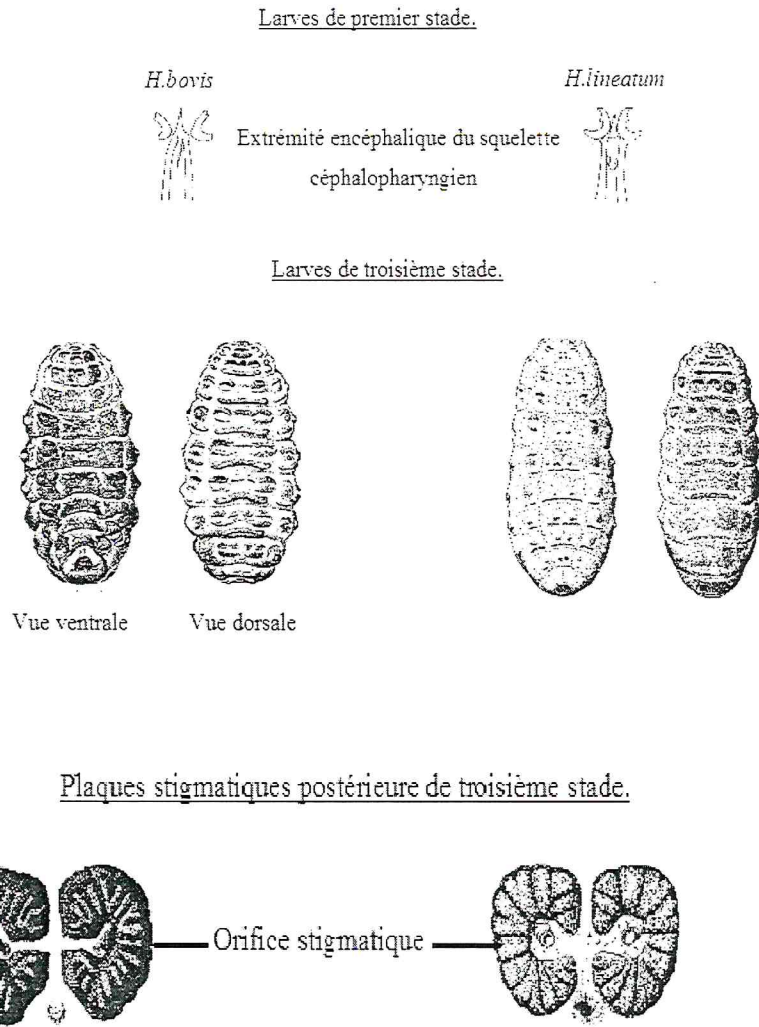 Larves de premier stade.
H.bovis
H.lineatum
Extrémité encéphalique du squelette
céphalopharyngien
Larves de troisième stade.
Vue ventrale
Vue dorsale
Plaques stigmatiques postérieure de troisième stade.
Orifice stigmatique